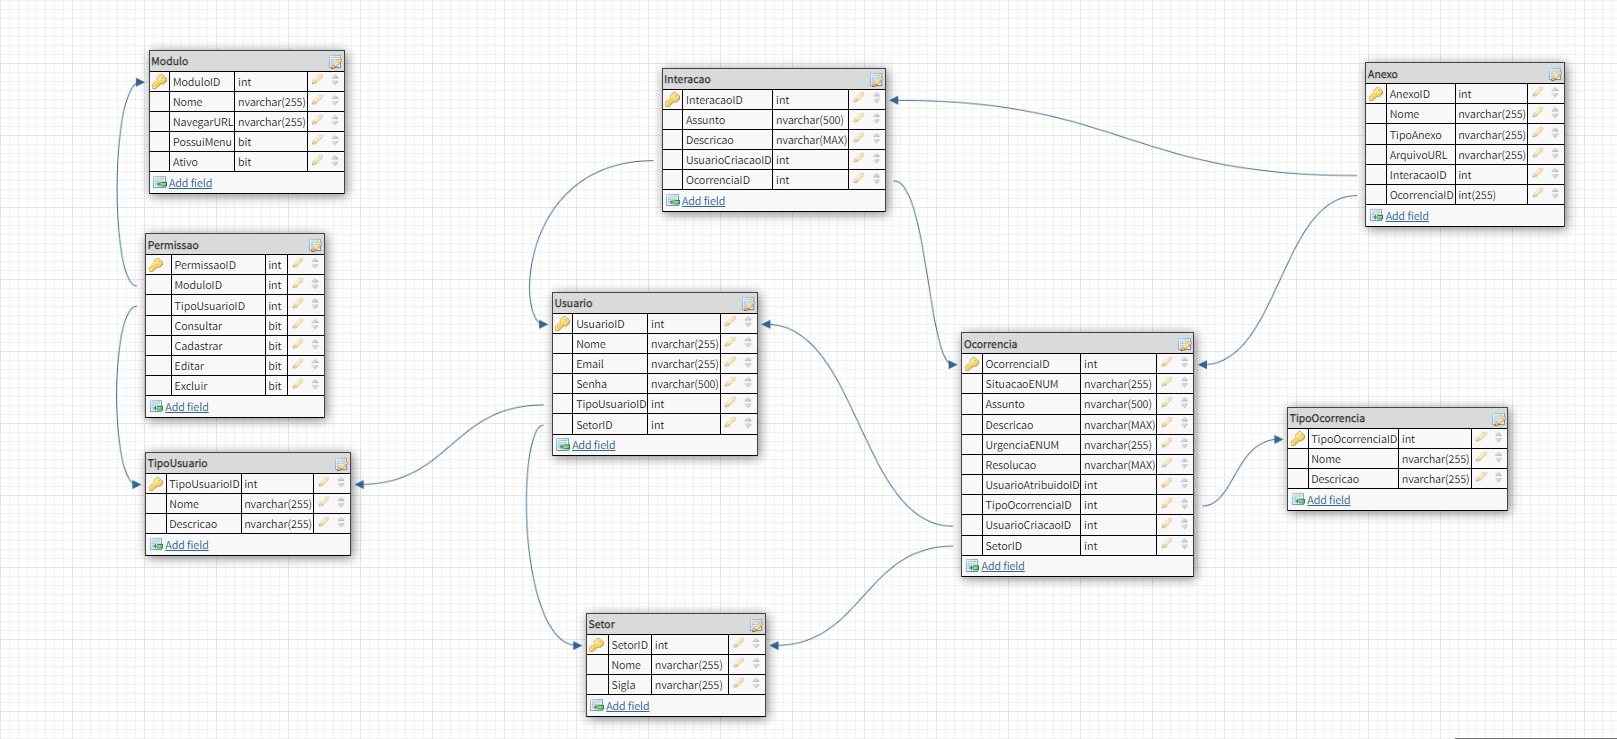 Modulo
ModuloID int
Nome nvarchar(255)
NavegarURL nvarchar(255)
PossuiMenu bit
Ativo bit
Add field
Permissao
PermissaoID int
ModuloID int
TipoUsuarioID int
Consultar bit
Cadastrar bit
Editar bit
Excluir bit
Add field
TipoUsuario
TipoUsuarioID int
Nome nvarchar(255)
Descricao nvarchar(255)
Add field
Interacao
InteracaoID int
Assunto nvarchar(500)
Descricao nvarchar(MAX)
UsuarioCriacaoID int
OcorrenciaID int
Add field
Usuario
UsuarioID int
Nome nvarchar(255)
Email nvarchar(255)
Senha nvarchar(500)
TipoUsuarioID int
SetorID int
Add field
Setor
SetorID int
Nome nvarchar(255)
Sigla nvarchar(255)
Add field
Ocorrencia
OcorrenciaID int
SituacaoENUM nvarchar(255)
Assunto nvarchar(500)
Descricao nvarchar(MAX)
UrgenciaENUM nvarchar(255)
Resolucao nvarchar(MAX)
UsuarioAtribuidoID int
TipoOcorrenciaID int
UsuarioCriacaoID int
SetorID int
Add field
Anexo
AnexoID int
Nome nvarchar(255)
TipoAnexo nvarchar(255)
ArquivoURL nvarchar(255)
InteracaoID int
OcorrenciaID int(255)
Add field
TipoOcorrencia
TipoOcorrenciaID int
Nome nvarchar(255)
Descricao nvarchar(255)
Add field